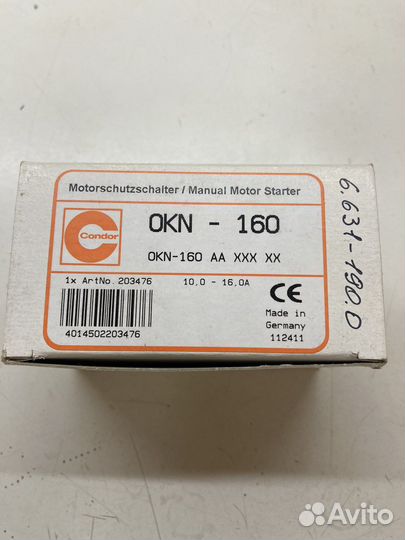 Motorschutzschalter / Manual Motor Starter
Condor
OKN - 160
OKN-160 AA XXX XX
1x ArtNo. 203476
10,0 - 16,0A
CE
4014502203476
Made in
Germany
112411
6.631-190.0
Avito